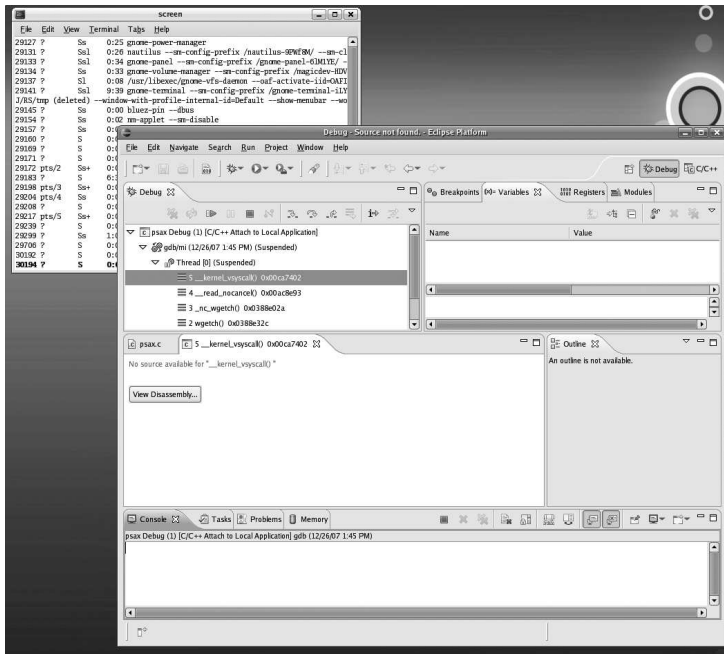 screen
File Edit View Terminal Tabs Help
29127 ? Ss 0:25 gnome-power-manager
29131 ? Ssl 0:26 nautilus --sm-config-prefix /nautilus-9PWf8M/ --sm-cl
29133 ? Ssl 0:34 gnome-panel --sm-config-prefix /gnome-panel-6lM1YE/ -
29134 ? Ss 0:33 gnome-volume-manager --sm-config-prefix /magicdev-HDV
29137 ? Sl 0:08 /usr/libexec/gnome-vfs-daemon --oaf-activate-iid=OAFI
29141 ? Ssl 9:39 gnome-terminal --sm-config-prefix /gnome-terminal-iLY
J/RS/tmp (deleted) --window-with-profile-internal-id=Default --show-menubar --wo
29145 ? Ss 0:00 bluez-pin --dbus
29154 ? Ss 0:02 nm-applet --sm-disable
29157 ? Ss
29160 ? S
29169 ? S
29171 ? S
29172 pts/2 Ss+
29183 ? S
29198 pts/3 Ss+
29204 pts/4 Ss
29208 ? S
29217 pts/5 Ss+
29239 ? S
29299 ? Ss
29706 ? S
30192 ? S
30194 ? S
Debug - Source not found. - Eclipse Platform
File Edit Navigate Search Run Project Window Help
Debug C/C++
Debug
psax Debug (1) [C/C++ Attach to Local Application]
gdb/mi (12/26/07 1:45 PM) (Suspended)
Thread [0] (Suspended)
5 __kernel_vsyscall() 0x00ca7402
4 __read_nocancel() 0x00ac8e93
3 _nc_wgetch() 0x0388e02a
2 wgetch() 0x0388e32c
Breakpoints Variables Registers Modules
Name Value
psax.c 5 __kernel_vsyscall() 0x00ca7402
No source available for "__kernel_vsyscall() "
View Disassembly...
Outline
An outline is not available.
Console Tasks Problems Memory
psax Debug (1) [C/C++ Attach to Local Application] gdb (12/26/07 1:45 PM)